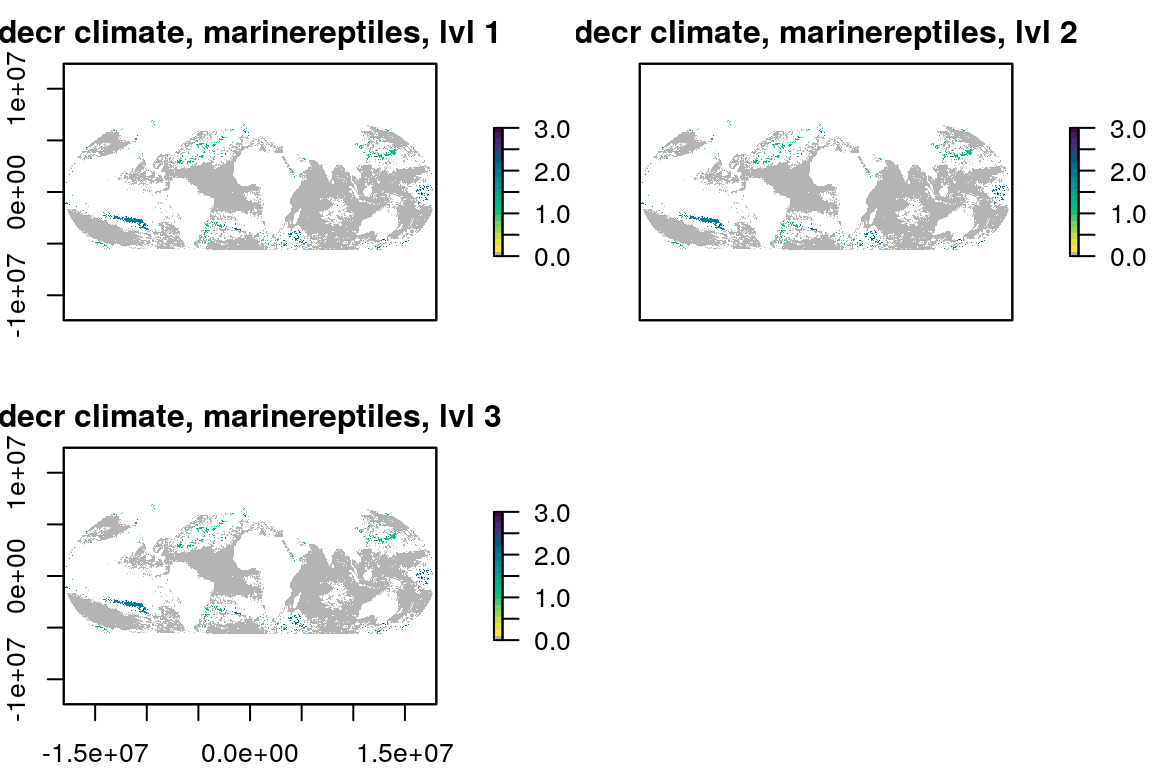 decr climate, marinereptiles, lvl 1
decr climate, marinereptiles, lvl 2
1e+07
0e+00
-1e+07
3.0
2.0
1.0
0.0
3.0
2.0
1.0
0.0
decr climate, marinereptiles, lvl 3
1e+07
0e+00
-1e+07
3.0
2.0
1.0
0.0
-1.5e+07 0.0e+00 1.5e+07